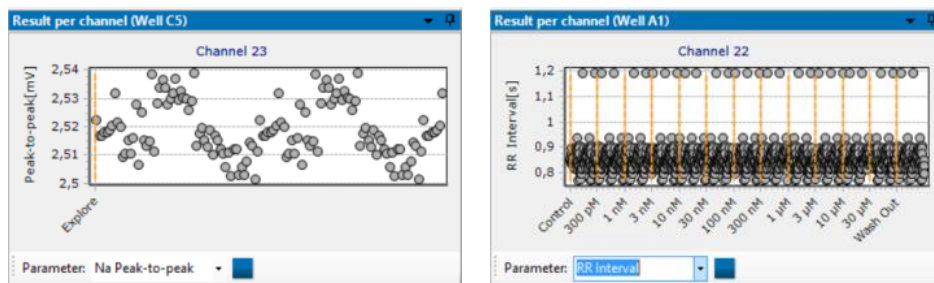 Result per channel (Well C5)
Channel 23
Peak-to-peak[mV]
2,54
2,53
2,52
2,51
2,5
Explore
Parameter: Na Peak-to-peak
Result per channel (Well A1)
Channel 22
RR Interval[s]
1,2
1,1
1
0,9
0,8
Control
300 pM
1 nM
3 nM
10 nM
30 nM
100 nM
300 nM
1 µM
3 µM
10 µM
30 µM
Wash Out
Parameter: RR Interval